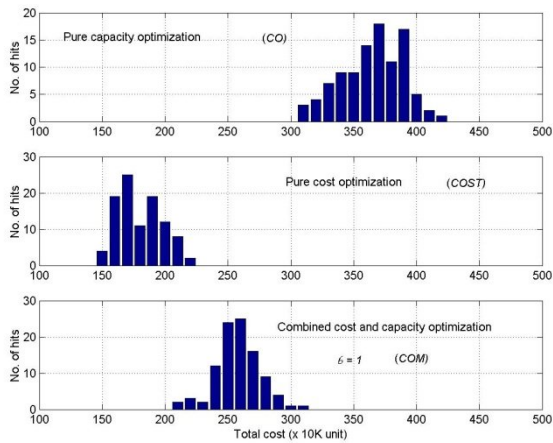 20
15
10
5
0
No. of hits
Pure capacity optimization (CO)
100 150 200 250 300 350 400 450 500
30
20
10
0
No. of hits
Pure cost optimization (COST)
100 150 200 250 300 350 400 450 500
30
20
10
0
No. of hits
Combined cost and capacity optimization
= 1 (COM)
100 150 200 250 300 350 400 450 500
Total cost (x 10K unit)